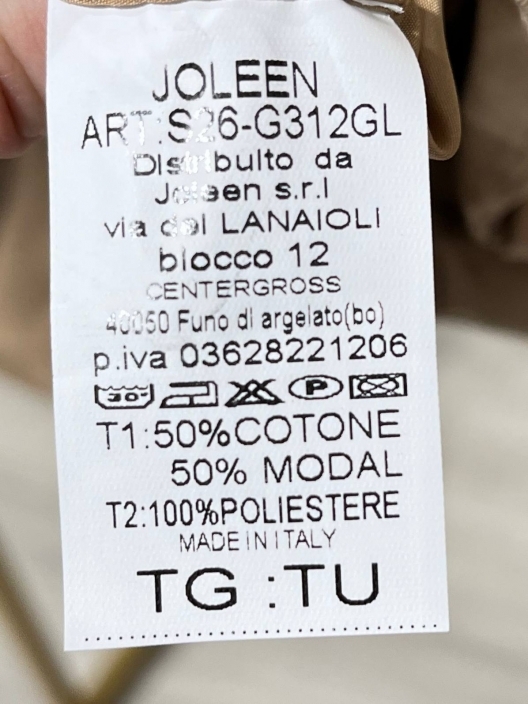 JOLEEN
ART:S26-G312GL
Distribuito da
Joleen s.r.l
via dei LANAIOLI
blocco 12
CENTERGROSS
40050 Funo di argelato(bo)
p.iva 03628221206
30° P
T1:50%COTONE
50% MODAL
T2:100%POLIESTERE
MADE IN ITALY
TG :TU